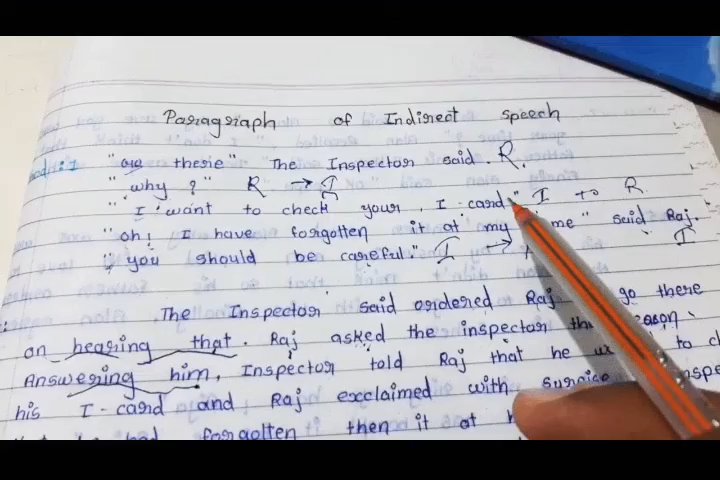 Paragraph of Indirect speech
"Go there" The Inspector said. R.
"why ?" R → I
"I want to check your I-card" I to R
"oh! I have forgotten it at my me" said Raj.
"you should be careful." I → I
The Inspector said ordered Raj go there
on hearing that. Raj asked the inspector the reason
Answering him, Inspector told Raj that he to
his I-card and Raj exclaimed with
had forgotten then it at